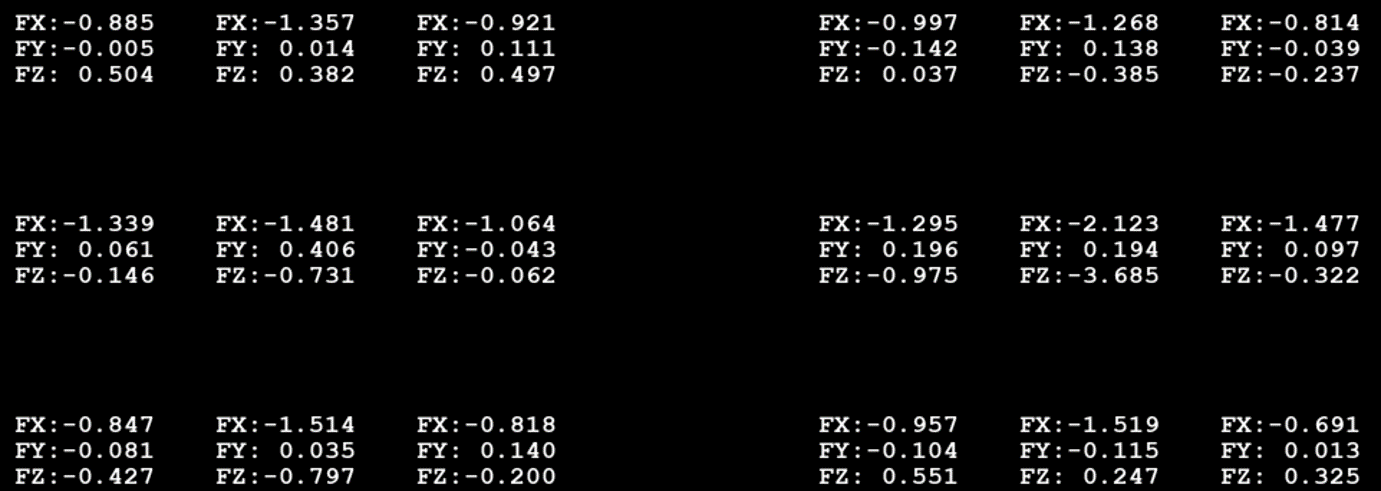 FX:-0.885 FX:-1.357 FX:-0.921 FX:-0.997 FX:-1.268 FX:-0.814
FY:-0.005 FY: 0.014 FY: 0.111 FY:-0.142 FY: 0.138 FY:-0.039
FZ: 0.504 FZ: 0.382 FZ: 0.497 FZ: 0.037 FZ:-0.385 FZ:-0.237
FX:-1.339 FX:-1.481 FX:-1.064 FX:-1.295 FX:-2.123 FX:-1.477
FY: 0.061 FY: 0.406 FY:-0.043 FY: 0.196 FY: 0.194 FY: 0.097
FZ:-0.146 FZ:-0.731 FZ:-0.062 FZ:-0.975 FZ:-3.685 FZ:-0.322
FX:-0.847 FX:-1.514 FX:-0.818 FX:-0.957 FX:-1.519 FX:-0.691
FY:-0.081 FY: 0.035 FY: 0.140 FY:-0.104 FY:-0.115 FY: 0.013
FZ:-0.427 FZ:-0.797 FZ:-0.200 FZ: 0.551 FZ: 0.247 FZ: 0.325